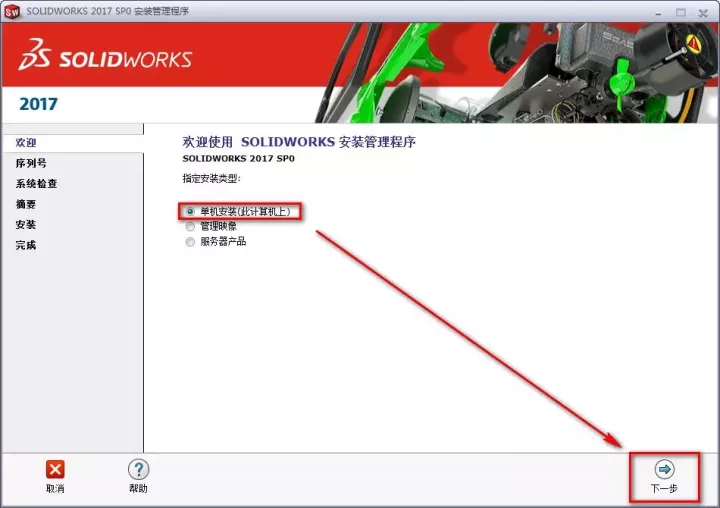 SOLIDWORKS 2017 SP0 安装管理程序
SOLIDWORKS
2017
欢迎
序列号
系统检查
摘要
安装
完成
欢迎使用 SOLIDWORKS 安装管理程序
SOLIDWORKS 2017 SP0
指定安装类型:
单机安装(此计算机上)
管理映像
服务器产品
取消
帮助
下一步